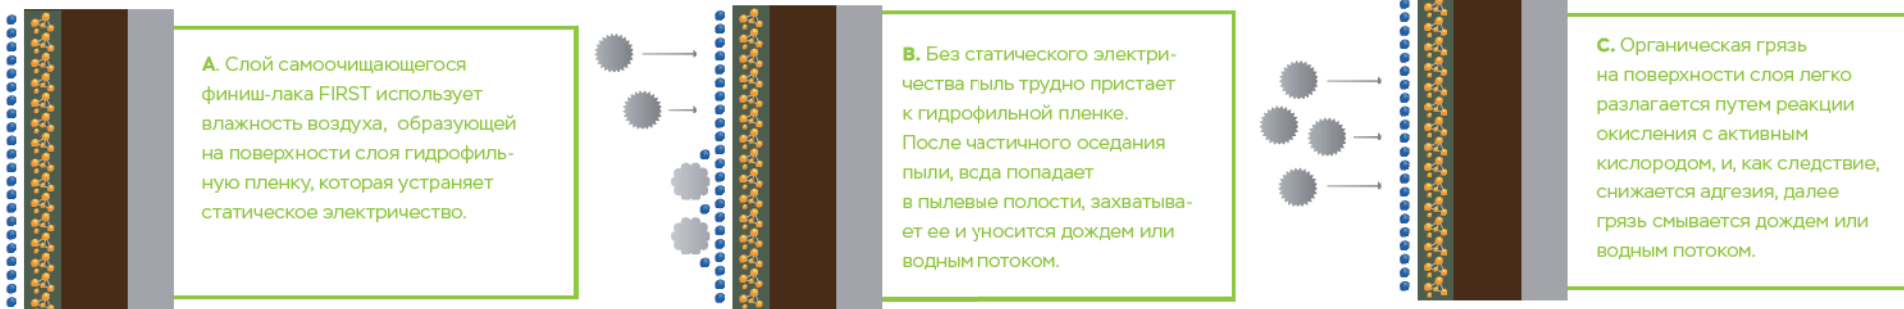 A. Слой самоочищающегося
финиш-лака FIRST использует
влажность воздуха, образующей
на поверхности слоя гидрофиль-
ную пленку, которая устраняет
статическое электричество.
B. Без статического электри-
чества гыль трудно пристает
к гидрофильной пленке.
После частичного оседания
пыли, всда попадает
в пылевые полости, захватыва-
ет ее и уносится дождем или
водным потоком.
C. Органическая грязь
на поверхности слоя легко
разлагается путем реакции
окисления с активным
кислородом, и, как следствие,
снижается адгезия, далее
грязь смывается дождем или
водным потоком.